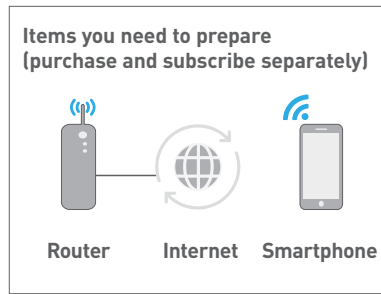 Items you need to prepare
(purchase and subscribe separately)
Router Internet Smartphone